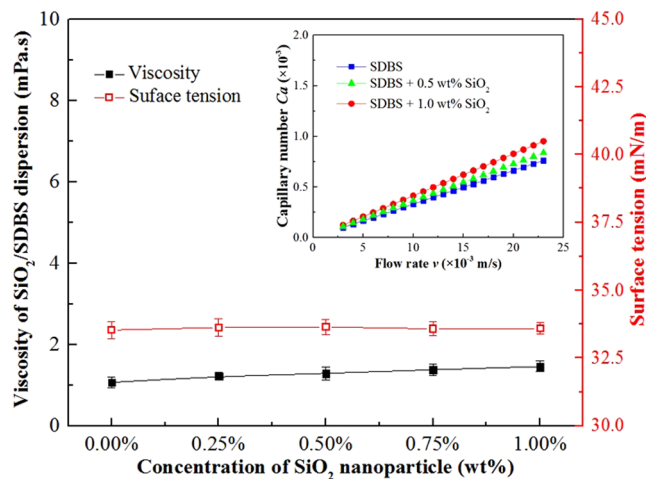 Viscosity of SiO2/SDBS dispersion (mPa.s)
10
8
6
4
2
0
Viscosity
Suface tension
Capillary number Ca (×10-3)
2.0
1.5
1.0
0.5
0.0
SDBS
SDBS + 0.5 wt% SiO2
SDBS + 1.0 wt% SiO2
0 5 10 15 20 25
Flow rate v (×10-3 m/s)
45.0
42.5
40.0
37.5
35.0
32.5
30.0
Surface tension (mN/m)
0.00% 0.25% 0.50% 0.75% 1.00%
Concentration of SiO2 nanoparticle (wt%)